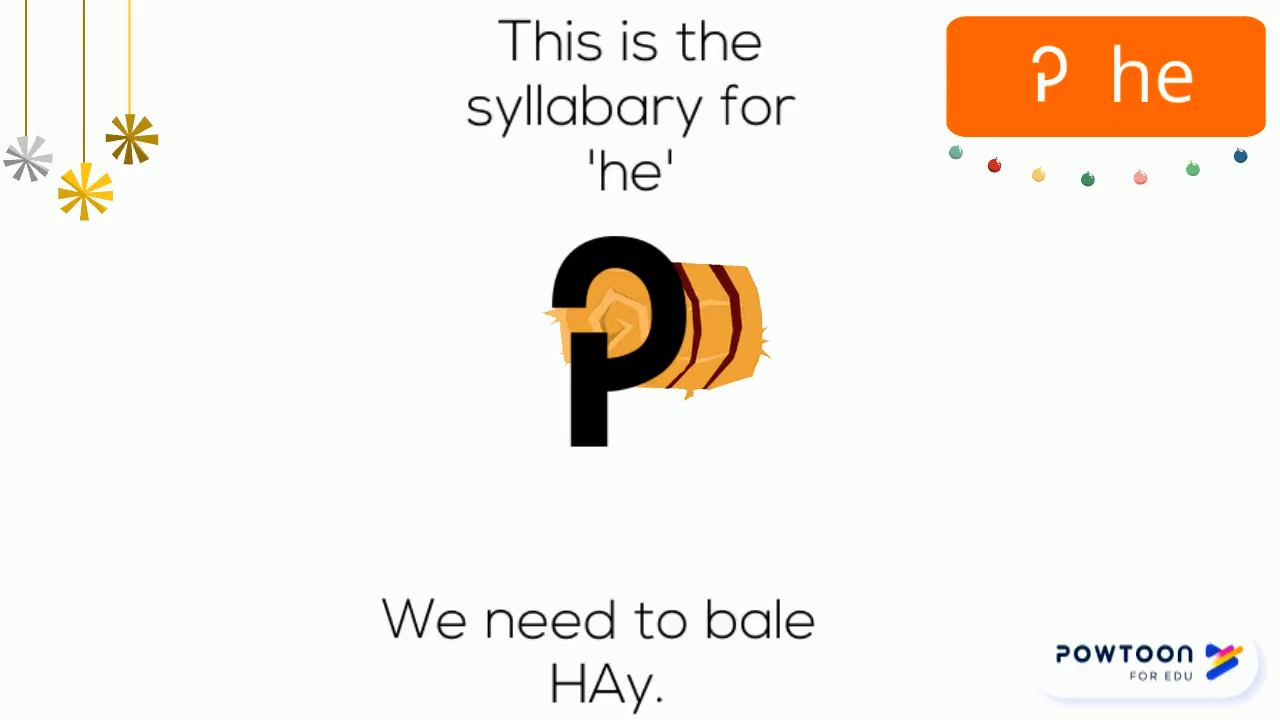 This is the
syllabary for
'he'
Ꭾ he
Ꭾ
We need to bale
HAy.
POWTOON
FOR EDU